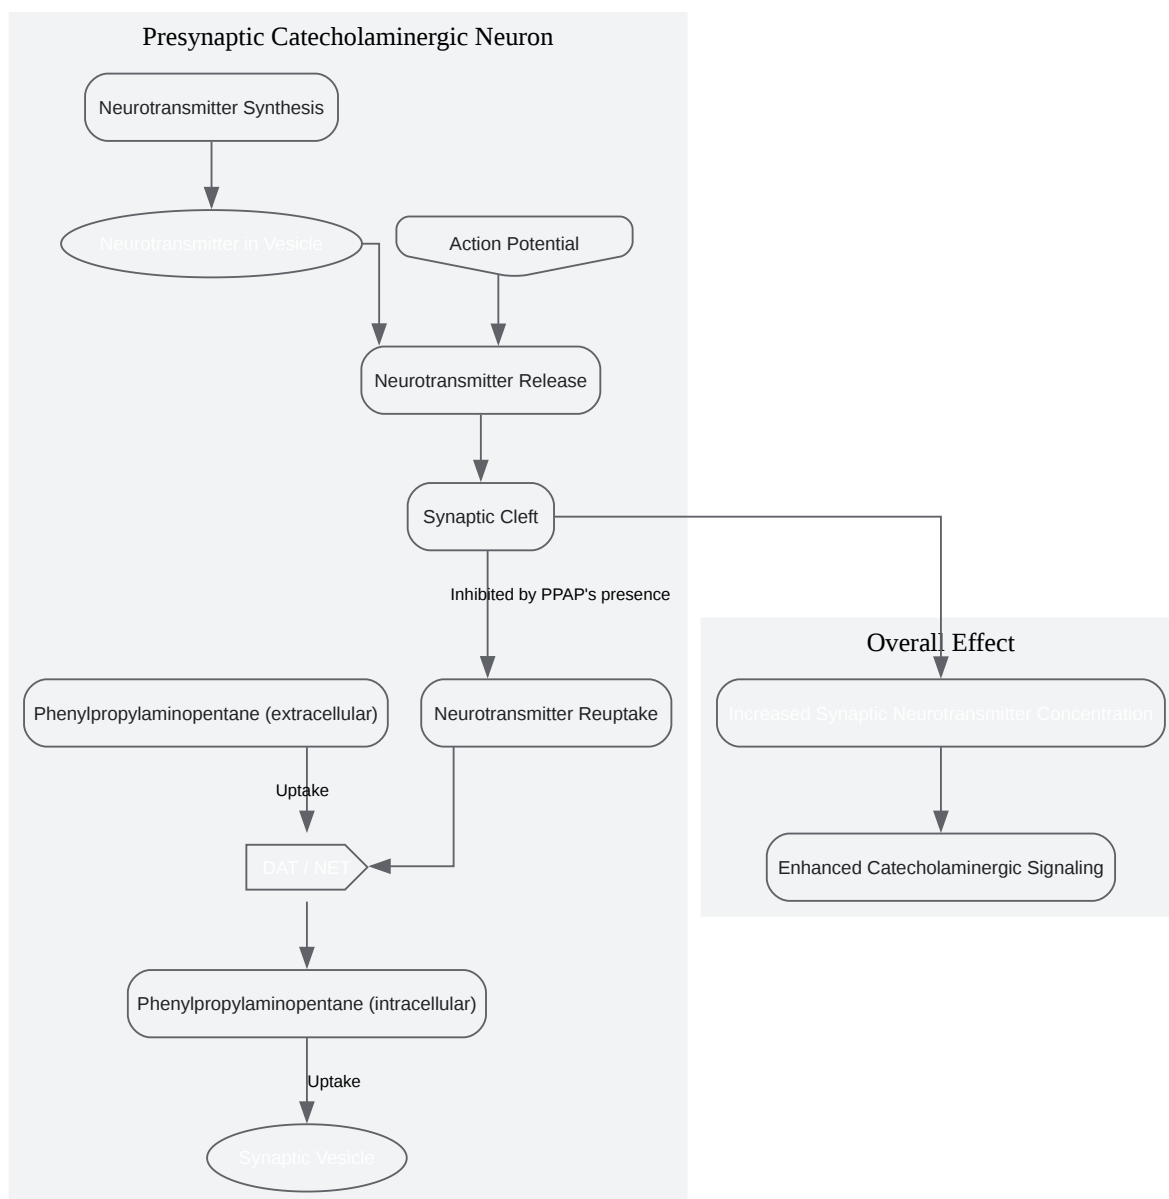 Presynaptic Catecholaminergic Neuron
Neurotransmitter Synthesis
Neurotransmitter in Vesicle
Action Potential
Neurotransmitter Release
Synaptic Cleft
Inhibited by PPAP's presence
Overall Effect
Phenylpropylaminopentane (extracellular)
Neurotransmitter Reuptake
Increased Synaptic Neurotransmitter Concentration
Uptake
DAT / NET
Enhanced Catecholaminergic Signaling
Phenylpropylaminopentane (intracellular)
Uptake
Synaptic Vesicle